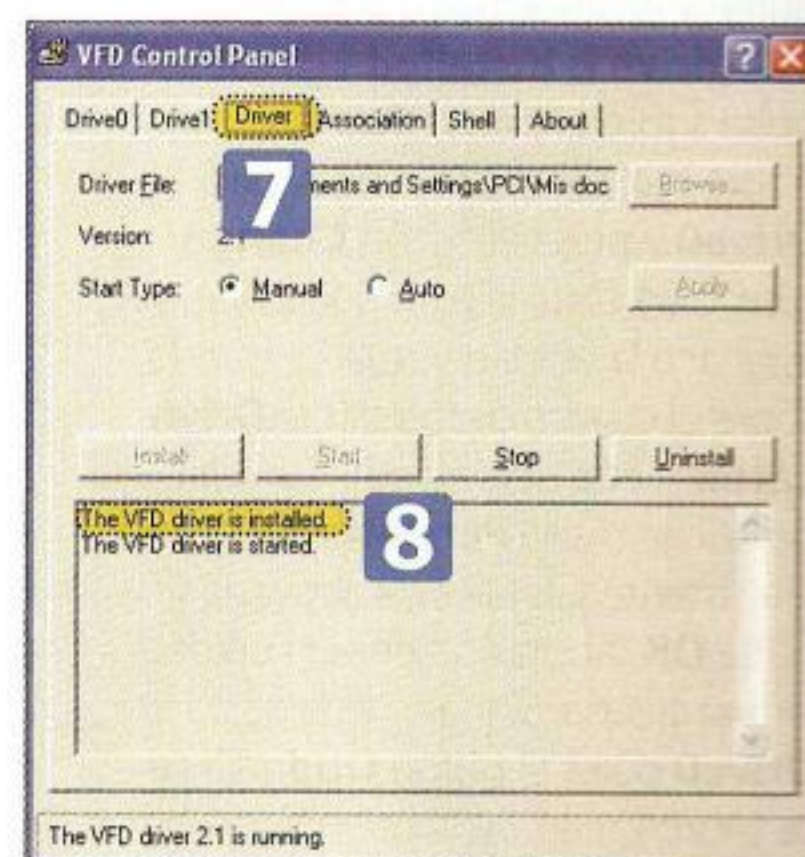 VFD Control Panel
Drive0 Drive1 Driver Association Shell About
Driver File: ments and Settings\PCI\Mis doc Browse...
7
Version: 2.1
Start Type: Manual Auto Apply
Install Start Stop Uninstall
The VFD driver is installed.
8
The VFD driver is started.
The VFD driver 2.1 is running.